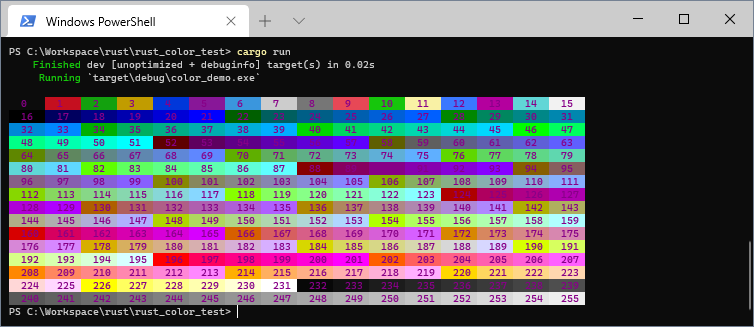 Windows PowerShell
PS C:\Workspace\rust\rust_color_test> cargo run
Finished dev [unoptimized + debuginfo] target(s) in 0.02s
Running `target\debug\color_demo.exe`
0 1 2 3 4 5 6 7 8 9 10 11 12 13 14 15
16 17 18 19 20 21 22 23 24 25 26 27 28 29 30 31
32 33 34 35 36 37 38 39 40 41 42 43 44 45 46 47
48 49 50 51 52 53 54 55 56 57 58 59 60 61 62 63
64 65 66 67 68 69 70 71 72 73 74 75 76 77 78 79
80 81 82 83 84 85 86 87 88 89 90 91 92 93 94 95
96 97 98 99 100 101 102 103 104 105 106 107 108 109 110 111
112 113 114 115 116 117 118 119 120 121 122 123 124 125 126 127
128 129 130 131 132 133 134 135 136 137 138 139 140 141 142 143
144 145 146 147 148 149 150 151 152 153 154 155 156 157 158 159
160 161 162 163 164 165 166 167 168 169 170 171 172 173 174 175
176 177 178 179 180 181 182 183 184 185 186 187 188 189 190 191
192 193 194 195 196 197 198 199 200 201 202 203 204 205 206 207
208 209 210 211 212 213 214 215 216 217 218 219 220 221 222 223
224 225 226 227 228 229 230 231 232 233 234 235 236 237 238 239
240 241 242 243 244 245 246 247 248 249 250 251 252 253 254 255
PS C:\Workspace\rust\rust_color_test>